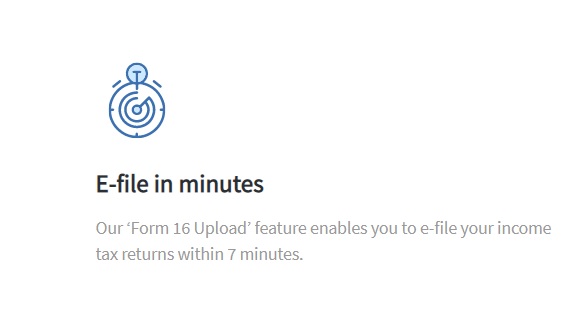 E-file in minutes
Our ‘Form 16 Upload’ feature enables you to e-file your income
tax returns within 7 minutes.